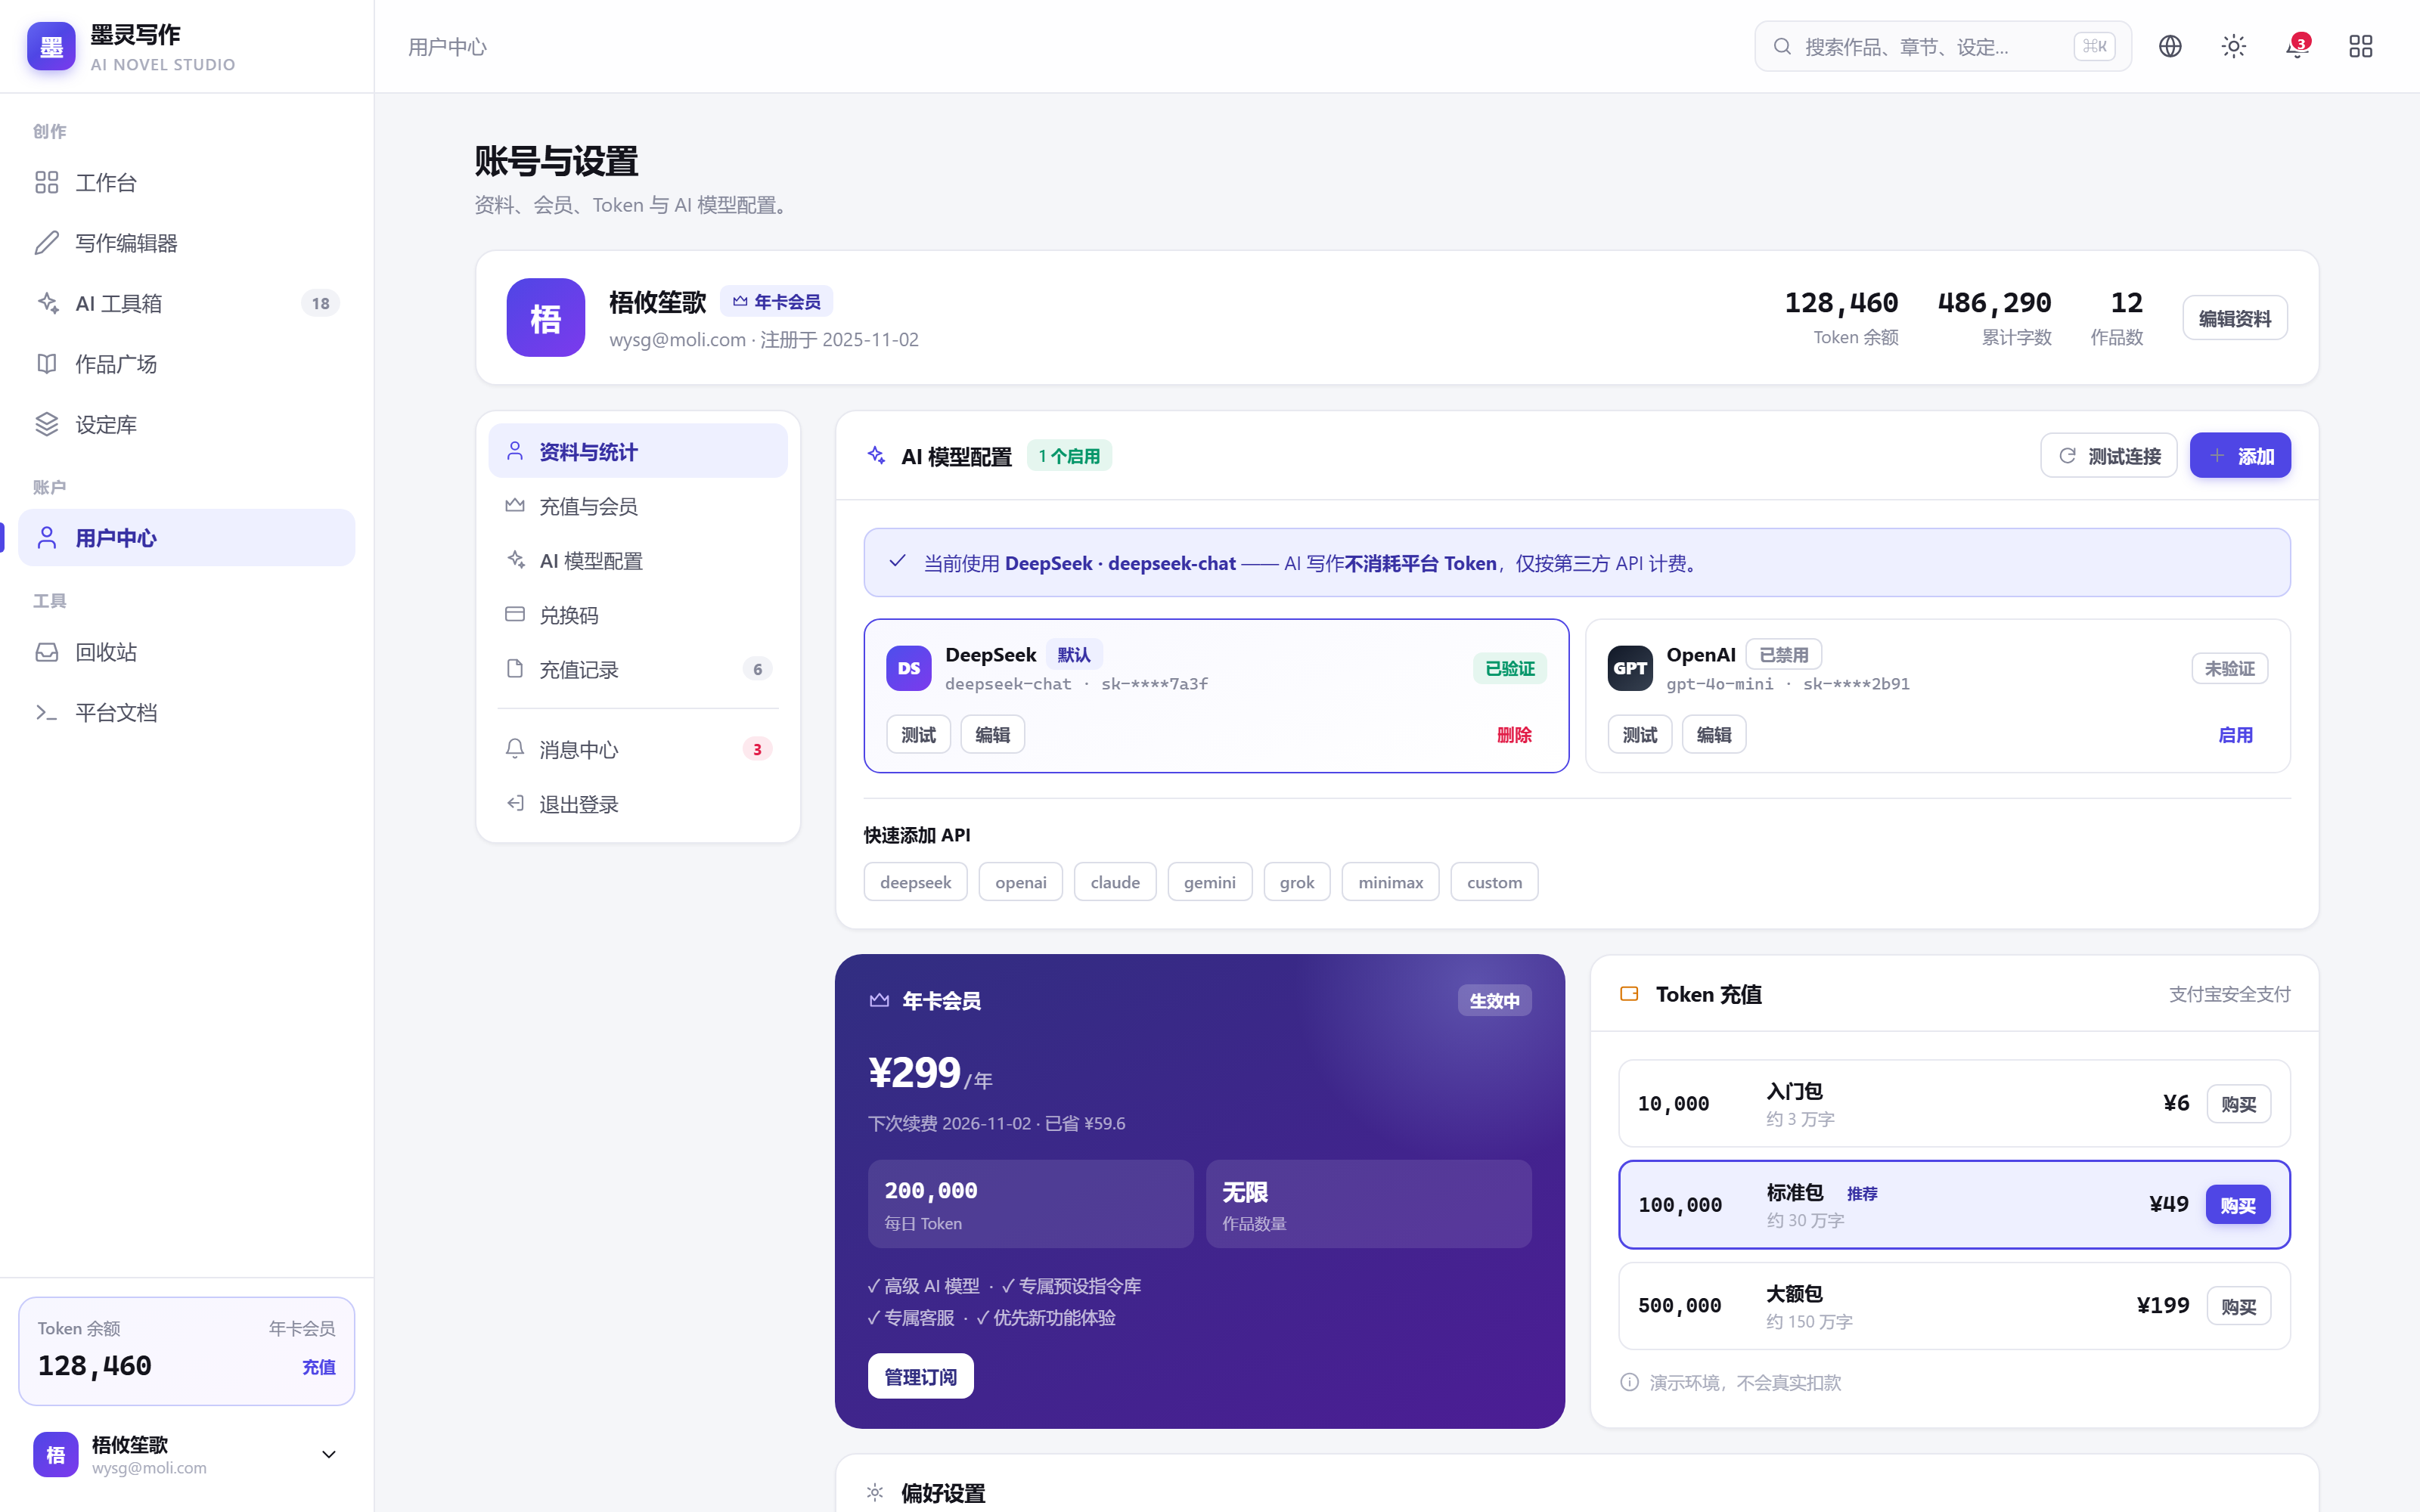 墨
墨灵写作
AI NOVEL STUDIO
创作
工作台
写作编辑器
AI 工具箱
18
作品广场
设定库
账户
用户中心
工具
回收站
平台文档
Token 余额
年卡会员
128,460
充值
梧
梧攸笙歌
wysg@moli.com
用户中心
搜索作品、章节、设定...
⌘K
3
账号与设置
资料、会员、Token 与 AI 模型配置。
梧
梧攸笙歌
年卡会员
wysg@moli.com · 注册于 2025-11-02
128,460
Token 余额
486,290
累计字数
12
作品数
编辑资料
资料与统计
充值与会员
AI 模型配置
兑换码
充值记录
6
消息中心
3
退出登录
AI 模型配置
1 个启用
测试连接
添加
当前使用 DeepSeek · deepseek-chat —— AI 写作不消耗平台 Token，仅按第三方 API 计费。
DS
DeepSeek
默认
deepseek-chat · sk-****7a3f
已验证
测试
编辑
删除
GPT
OpenAI
已禁用
gpt-4o-mini · sk-****2b91
未验证
测试
编辑
启用
快速添加 API
deepseek
openai
claude
gemini
grok
minimax
custom
年卡会员
生效中
¥299/年
下次续费 2026-11-02 · 已省 ¥59.6
200,000
每日 Token
无限
作品数量
✓ 高级 AI 模型 · ✓ 专属预设指令库
✓ 专属客服 · ✓ 优先新功能体验
管理订阅
Token 充值
支付宝安全支付
10,000
入门包
约 3 万字
¥6
购买
100,000
标准包
推荐
约 30 万字
¥49
购买
500,000
大额包
约 150 万字
¥199
购买
演示环境，不会真实扣款
偏好设置